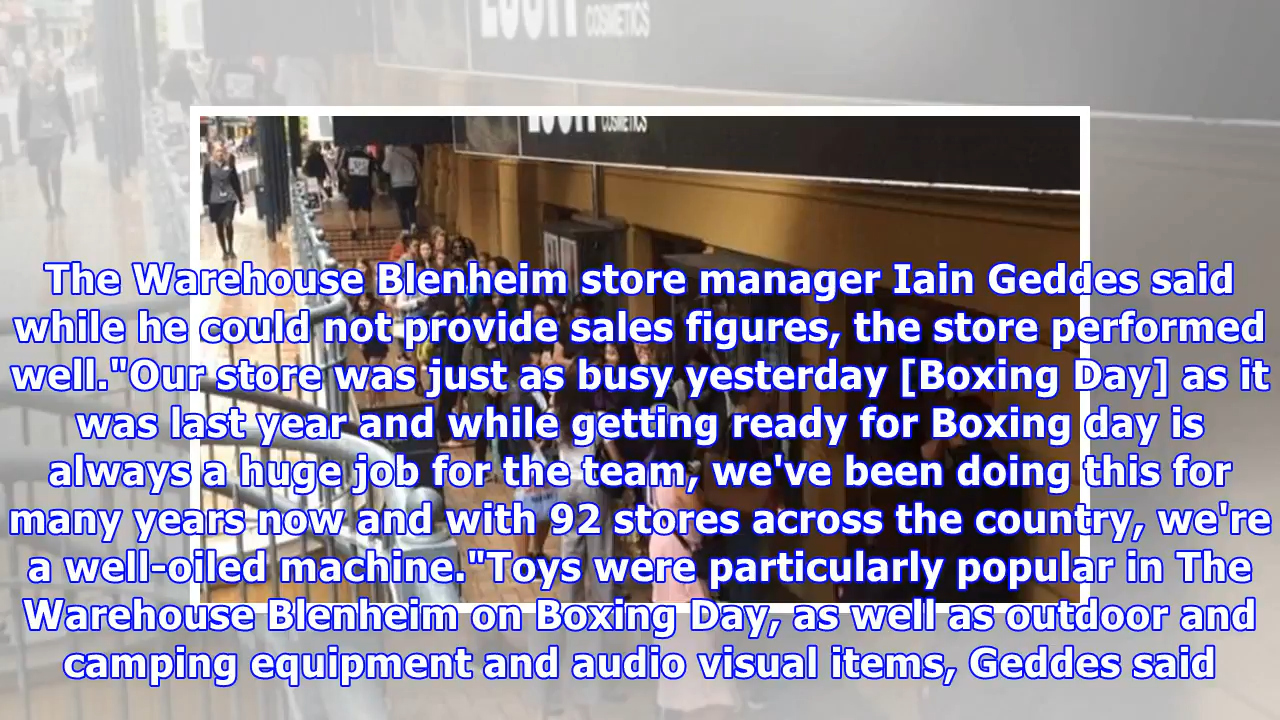 COSMETICS
COSMETICS
The Warehouse Blenheim store manager Iain Geddes said
while he could not provide sales figures, the store performed
well."Our store was just as busy yesterday [Boxing Day] as it
was last year and while getting ready for Boxing day is
always a huge job for the team, we've been doing this for
many years now and with 92 stores across the country, we're
a well-oiled machine."Toys were particularly popular in The
Warehouse Blenheim on Boxing Day, as well as outdoor and
camping equipment and audio visual items, Geddes said